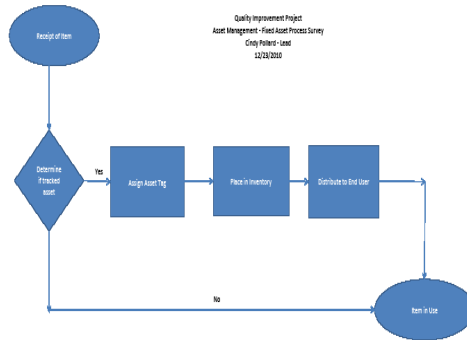 Quality Improvement Project
Asset Management - Fixed Asset Process Survey
Cindy Pollard - Lead
12/23/2010
Receipt of Item
Determine
if tracked
asset
Yes
Assign Asset Tag
Place in Inventory
Distribute to End User
No
Item in Use